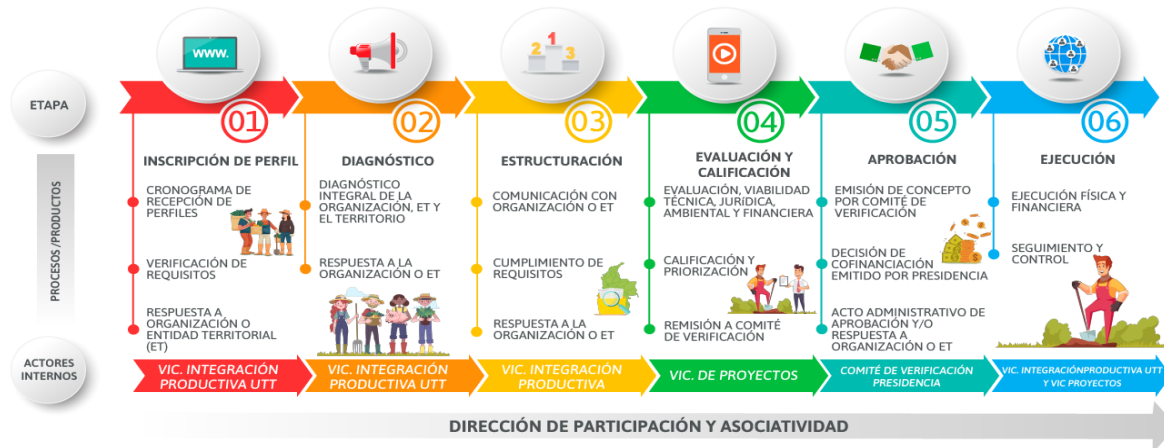 WWW.
1
2
3
ETAPA
01
02
03
04
05
06
PROCESOS /PRODUCTOS
INSCRIPCIÓN DE PERFIL
CRONOGRAMA DE
RECEPCIÓN DE
PERFILES
VERIFICACIÓN DE
REQUISITOS
RESPUESTA A
ORGANIZACIÓN O
ENTIDAD TERRITORIAL
(ET)
DIAGNÓSTICO
DIAGNÓSTICO
INTEGRAL DE LA
ORGANIZACIÓN, ET Y
EL TERRITORIO
RESPUESTA A LA
ORGANIZACIÓN O ET
ESTRUCTURACIÓN
COMUNICACIÓN CON
ORGANIZACIÓN O ET
CUMPLIMIENTO DE
REQUISITOS
RESPUESTA A LA
ORGANIZACIÓN O ET
EVALUACIÓN Y
CALIFICACIÓN
EVALUACIÓN, VIABILIDAD
TÉCNICA, JURÍDICA,
AMBIENTAL Y FINANCIERA
CALIFICACIÓN Y
PRIORIZACIÓN
REMISIÓN A COMITÉ
DE VERIFICACIÓN
APROBACIÓN
EMISIÓN DE CONCEPTO
POR COMITÉ DE
VERIFICACIÓN
DECISIÓN DE
COFINANCIACIÓN
EMITIDO POR PRESIDENCIA
ACTO ADMINISTRATIVO DE
APROBACIÓN Y/O
RESPUESTA A
ORGANIZACIÓN O ET
EJECUCIÓN
EJECUCIÓN FÍSICA Y
FINANCIERA
SEGUIMIENTO Y
CONTROL
ACTORES
INTERNOS
VIC. INTEGRACIÓN
PRODUCTIVA UTT
VIC. INTEGRACIÓN
PRODUCTIVA UTT
VIC. INTEGRACIÓN
PRODUCTIVA
VIC. DE PROYECTOS
COMITÉ DE VERIFICACIÓN
PRESIDENCIA
VIC. INTEGRACIÓNPRODUCTIVA UTT
Y VIC PROYECTOS
DIRECCIÓN DE PARTICIPACIÓN Y ASOCIATIVIDAD